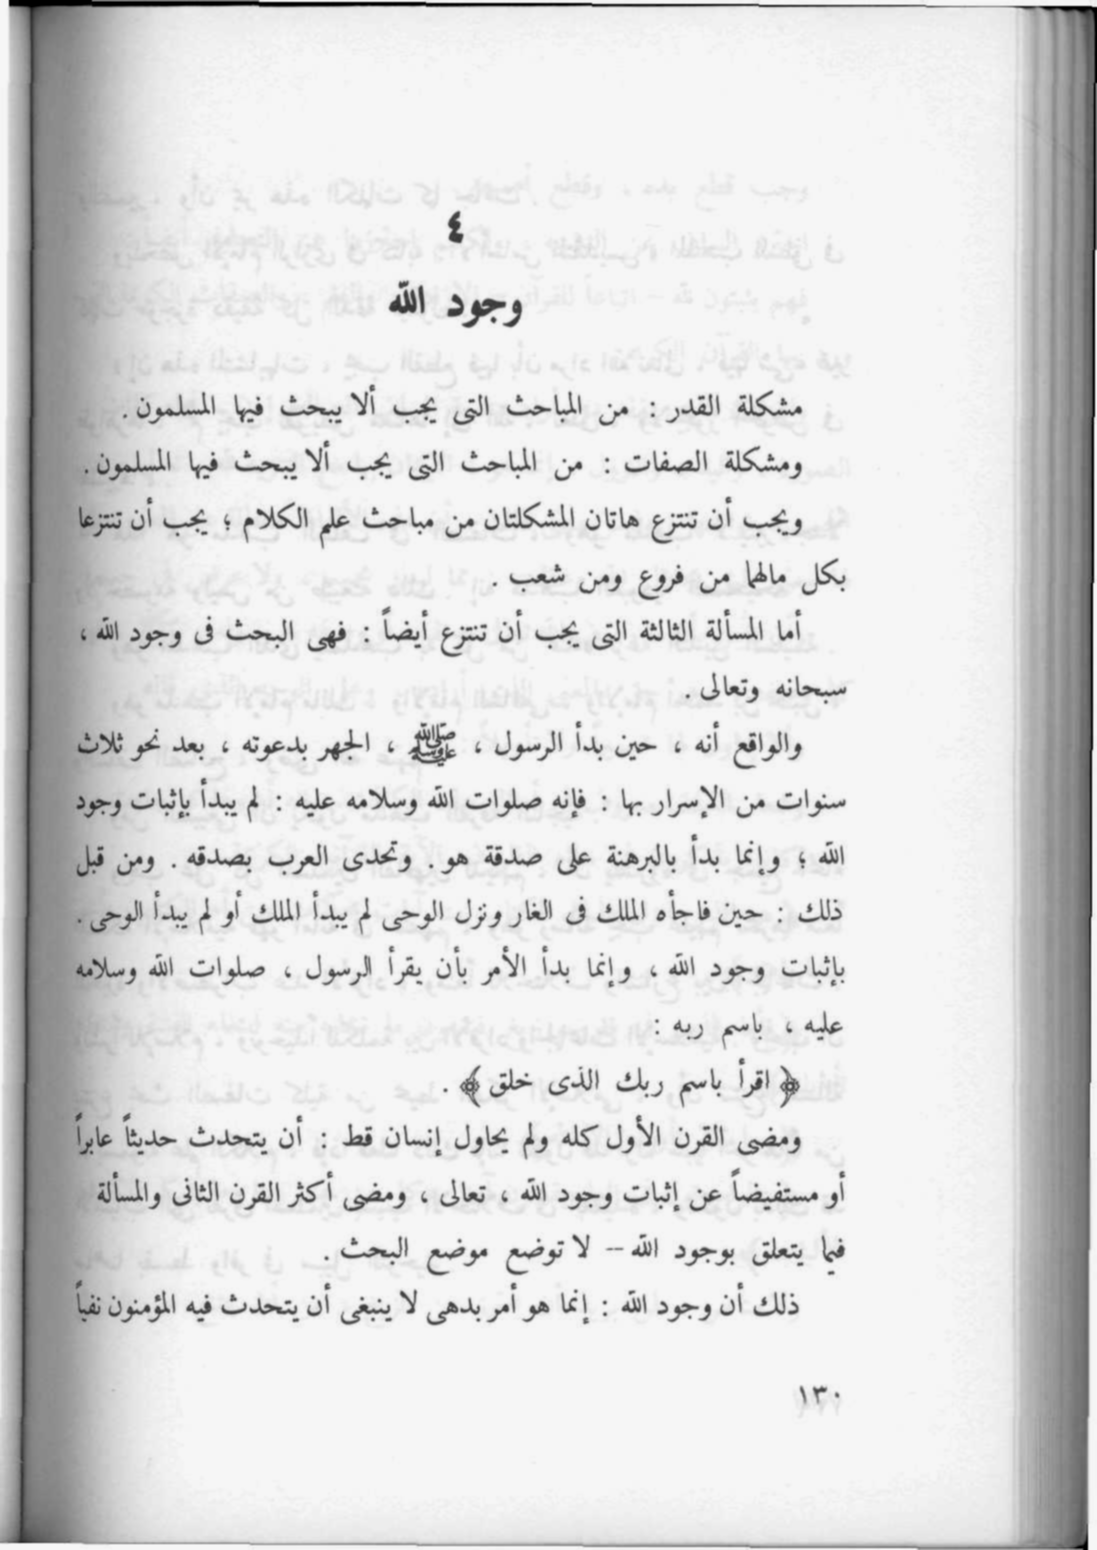 ٤
وجود الله
مشكلة القدر : من المباحث التى يجب ألا يبحث فيها المسلمون .
ومشكلة الصفات : من المباحث التى يجب ألا يبحث فيها المسلمون .
ويجب أن تنتزع هاتان المشكلتان من مباحث علم الكلام ؛ يجب أن تنتزعا
بكل مالهما من فروع ومن شعب .
أما المسألة الثالثة التى يجب أن تنتزع أيضاً : فهى البحث فى وجود الله ،
سبحانه وتعالى .
والواقع أنه ، حين بدأ الرسول ، ﷺ ، الجهر بدعوته ، بعد نحو ثلاث
سنوات من الإسرار بها : فإنه صلوات الله وسلامه عليه : لم يبدأ بإثبات وجود
الله ؛ وإنما بدأ بالبرهنة على صدقة هو . وتحدى العرب بصدقه . ومن قبل
ذلك : حين فاجأه الملك فى الغار ونزل الوحى لم يبدأ الملك أو لم يبدأ الوحى .
بإثبات وجود الله ، وإنما بدأ الأمر بأن يقرأ الرسول ، صلوات الله وسلامه
عليه ، باسم ربه :
﴿ اقرأ باسم ربك الذى خلق ﴾ .
ومضى القرن الأول كله ولم يحاول إنسان قط : أن يتحدث حديثاً عابراً
أو مستفيضاً عن إثبات وجود الله ، تعالى ، ومضى أكثر القرن الثانى والمسألة
فيما يتعلق بوجود الله -- لا توضع موضع البحث .
ذلك أن وجود الله : إنما هو أمر بدهى لا ينبغى أن يتحدث فيه المؤمنون نفياً
١٣٠